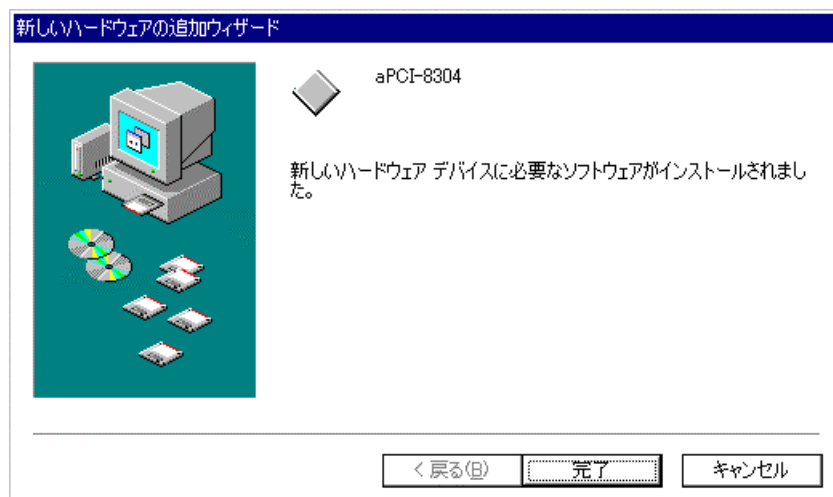 新しいハードウェアの追加ウィザード
aPCI-8304
新しいハードウェア デバイスに必要なソフトウェアがインストールされまし
た。
< 戻る(B)
完了
キャンセル